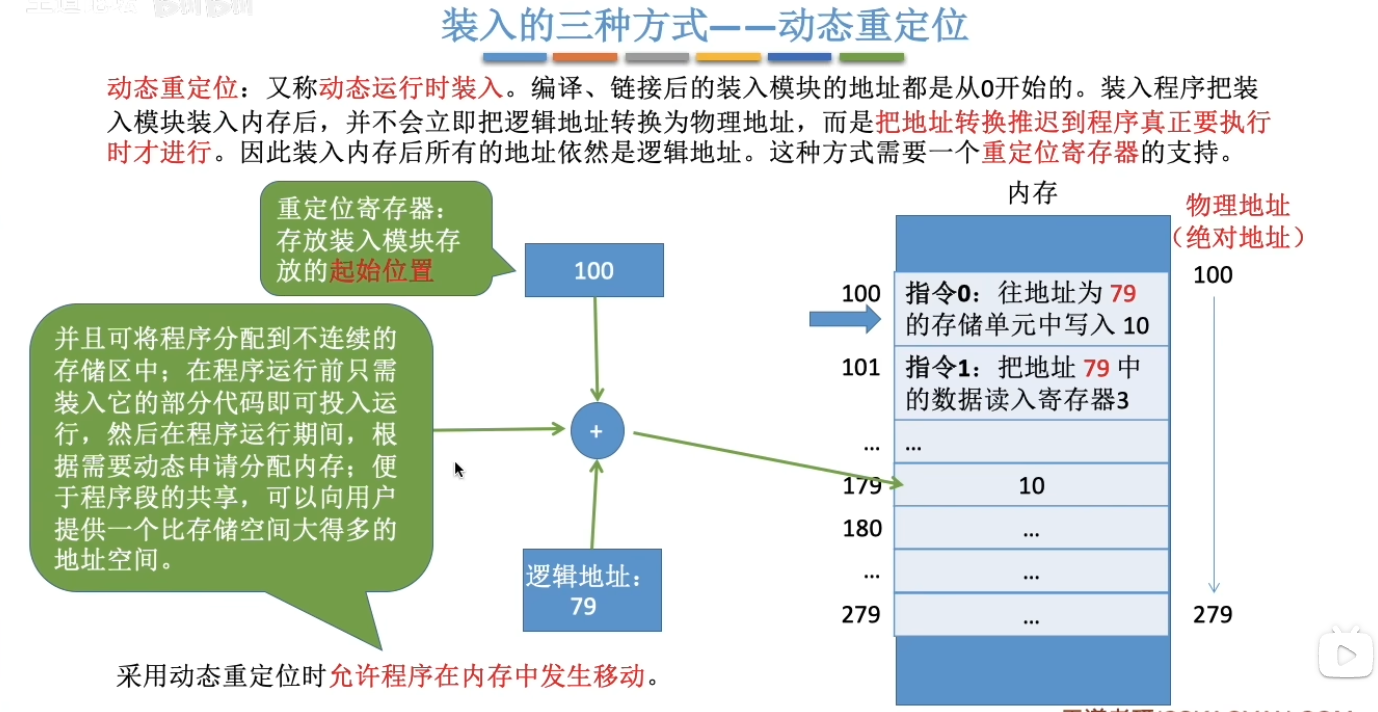 装入的三种方式——动态重定位
动态重定位：又称动态运行时装入。编译、链接后的装入模块的地址都是从0开始的。装入程序把装
入模块装入内存后，并不会立即把逻辑地址转换为物理地址，而是把地址转换推迟到程序真正要执行
时才进行。因此装入内存后所有的地址依然是逻辑地址。这种方式需要一个重定位寄存器的支持。
重定位寄存器：
存放装入模块存
放的起始位置
100
并且可将程序分配到不连续的
存储区中；在程序运行前只需
装入它的部分代码即可投入运
行，然后在程序运行期间，根
据需要动态申请分配内存；便
于程序段的共享，可以向用户
提供一个比存储空间大得多的
地址空间。
+
逻辑地址：
79
采用动态重定位时允许程序在内存中发生移动。
内存
物理地址
（绝对地址）
100
100
指令0：往地址为 79
的存储单元中写入 10
101
指令1：把地址 79 中
的数据读入寄存器3
...
...
179
10
180
...
...
...
279
...
279